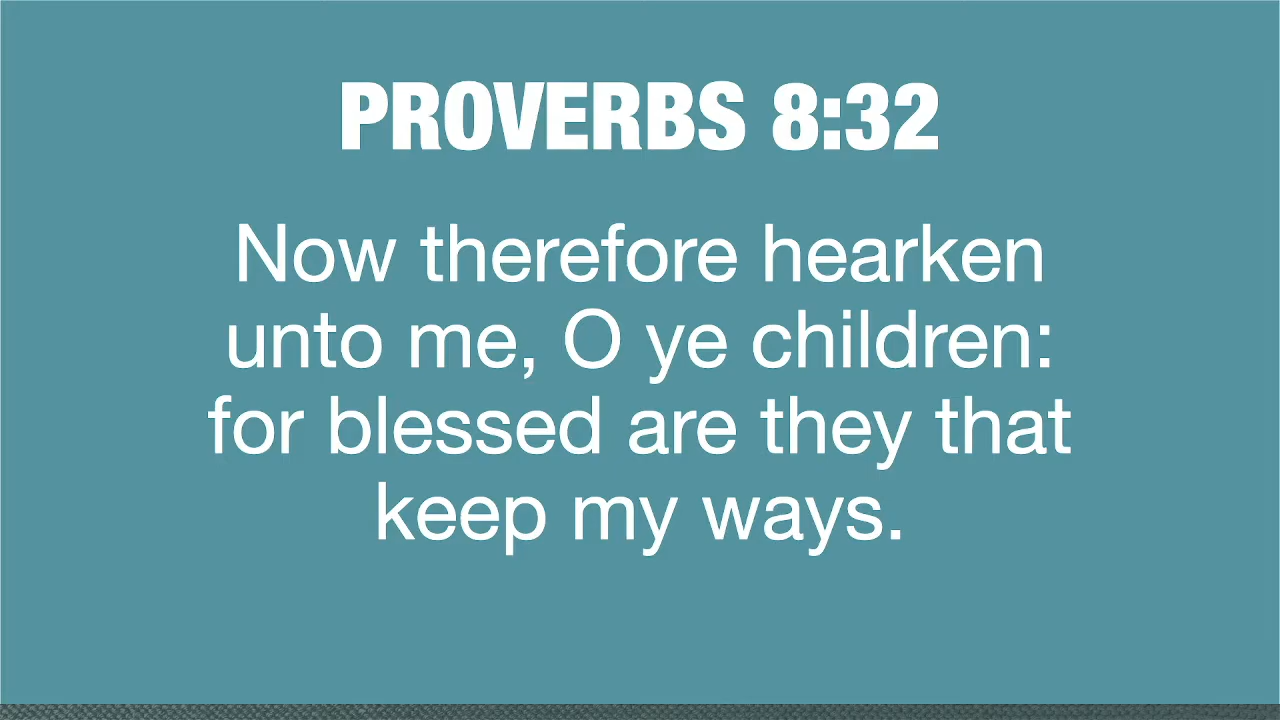 PROVERBS 8:32
Now therefore hearken
unto me, O ye children:
for blessed are they that
keep my ways.